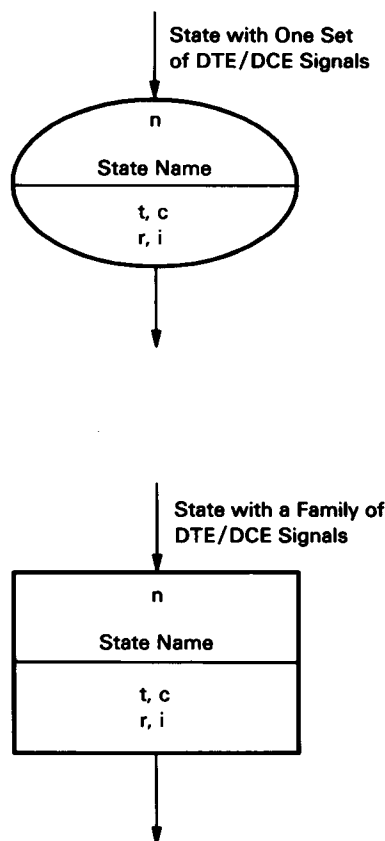 State with One Set
of DTE/DCE Signals
n
State Name
t, c
r, i
State with a Family of
DTE/DCE Signals
n
State Name
t, c
r, i